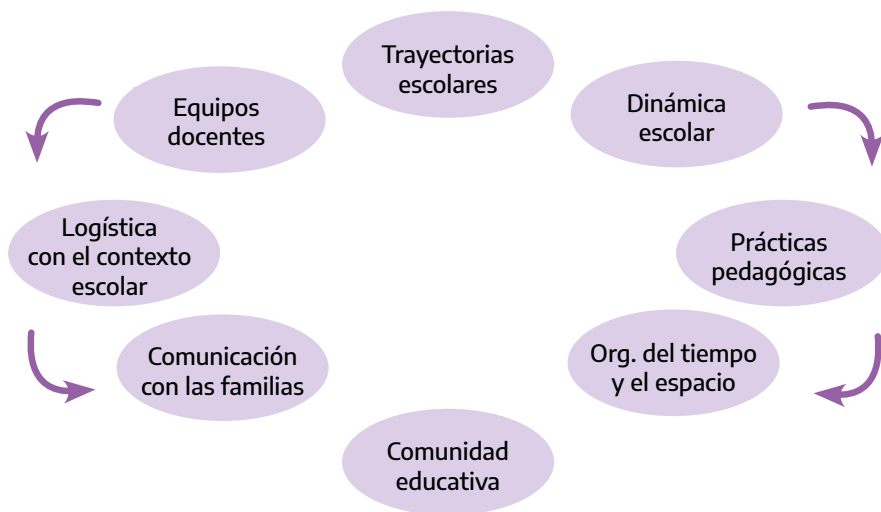 Trayectorias
escolares
Equipos
docentes
Dinámica
escolar
Logística
con el contexto
escolar
Prácticas
pedagógicas
Comunicación
con las familias
Org. del tiempo
y el espacio
Comunidad
educativa